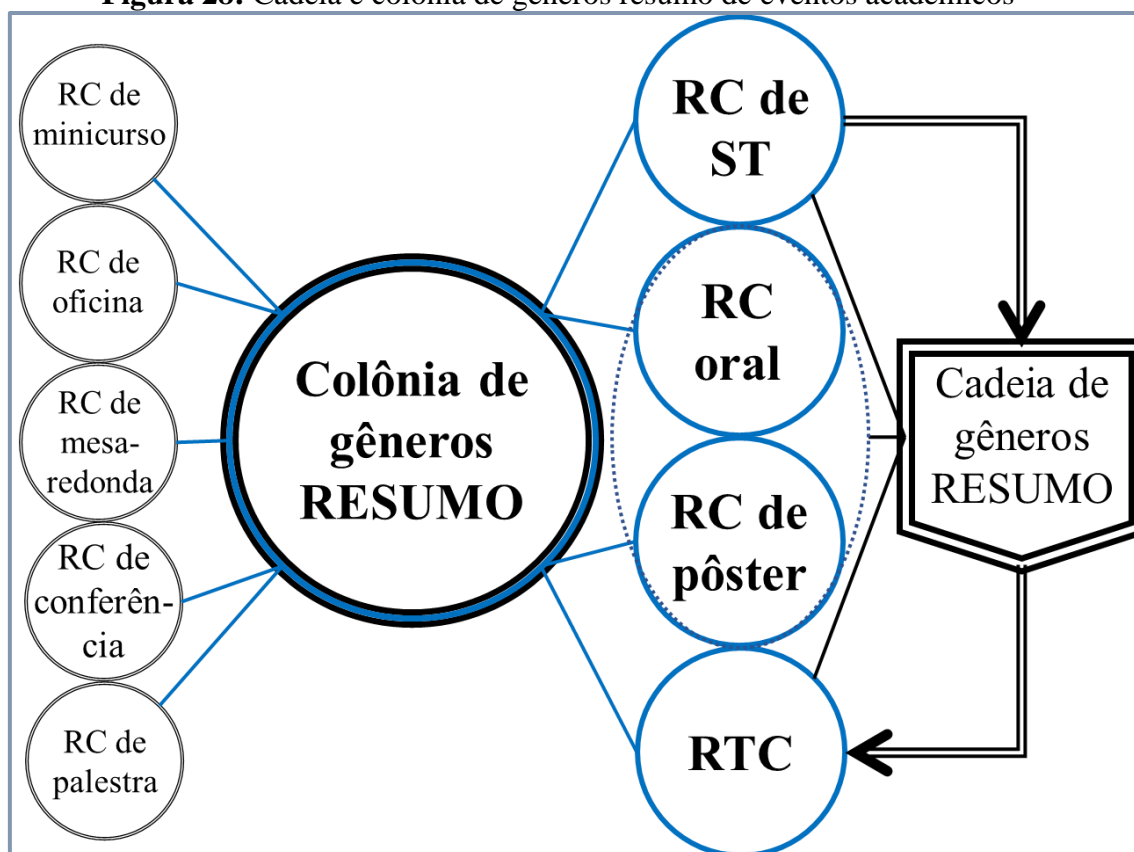 Figura 28: Cadeia e colônia de gêneros resumo de eventos acadêmicos
RC de
minicurso
RC de
oficina
RC de
mesa-
redonda
RC de
conferên-
cia
RC de
palestra
Colônia de
gêneros
RESUMO
RC de
ST
RC
oral
RC de
pôster
RTC
Cadeia de
gêneros
RESUMO